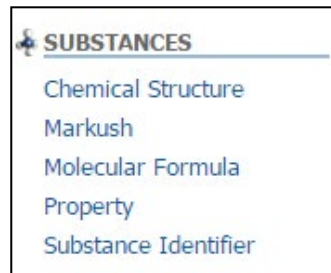 SUBSTANCES
Chemical Structure
Markush
Molecular Formula
Property
Substance Identifier